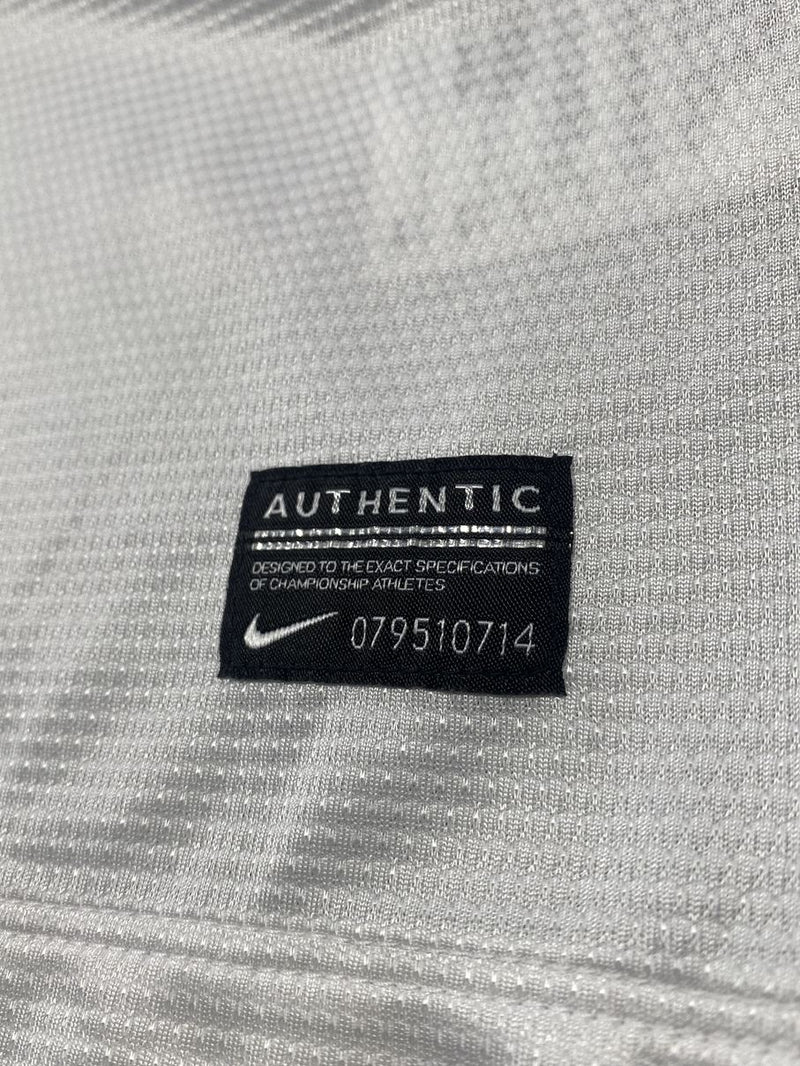 AUTHENTIC
DESIGNED TO THE EXACT SPECIFICATIONS
OF CHAMPIONSHIP ATHLETES
079510714